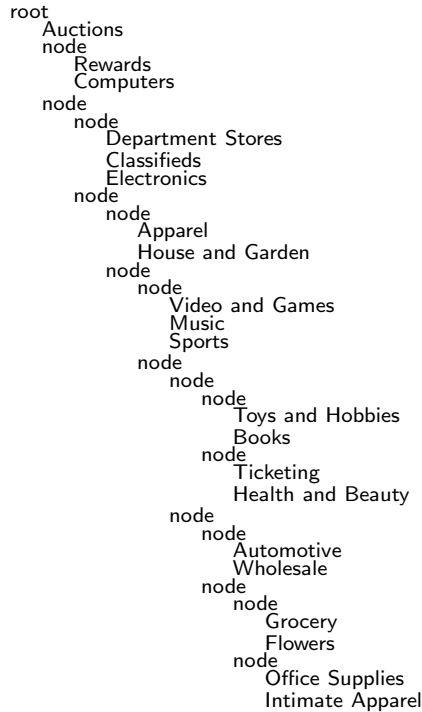 root
Auctions
node
Rewards
Computers
node
node
Department Stores
Classifieds
Electronics
node
node
Apparel
House and Garden
node
node
Video and Games
Music
Sports
node
node
node
Toys and Hobbies
Books
node
Ticketing
Health and Beauty
node
node
Automotive
Wholesale
node
node
Grocery
Flowers
node
Office Supplies
Intimate Apparel